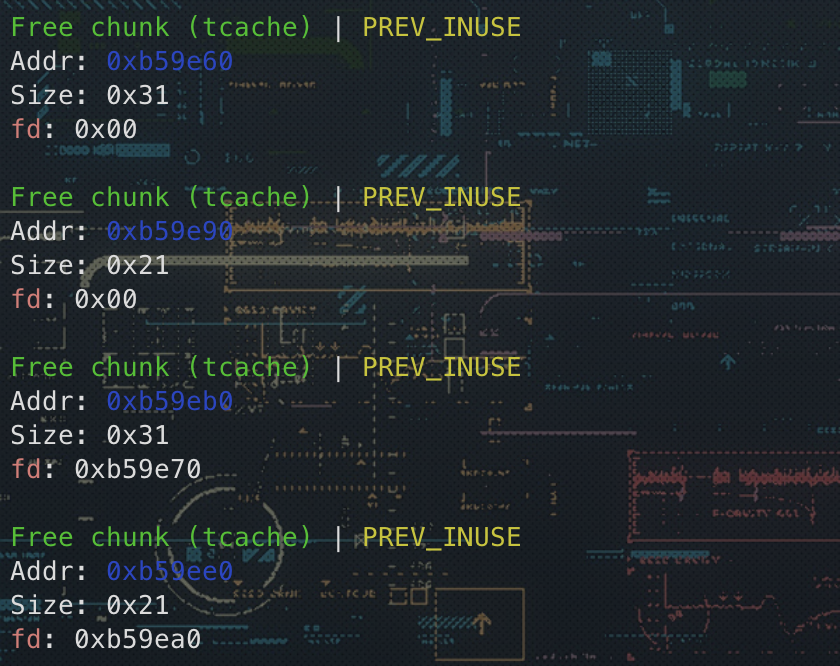 Free chunk (tcache) | PREV_INUSE
Addr: 0xb59e60
Size: 0x31
fd: 0x00
Free chunk (tcache) | PREV_INUSE
Addr: 0xb59e90
Size: 0x21
fd: 0x00
Free chunk (tcache) | PREV_INUSE
Addr: 0xb59eb0
Size: 0x31
fd: 0xb59e70
Free chunk (tcache) | PREV_INUSE
Addr: 0xb59ee0
Size: 0x21
fd: 0xb59ea0